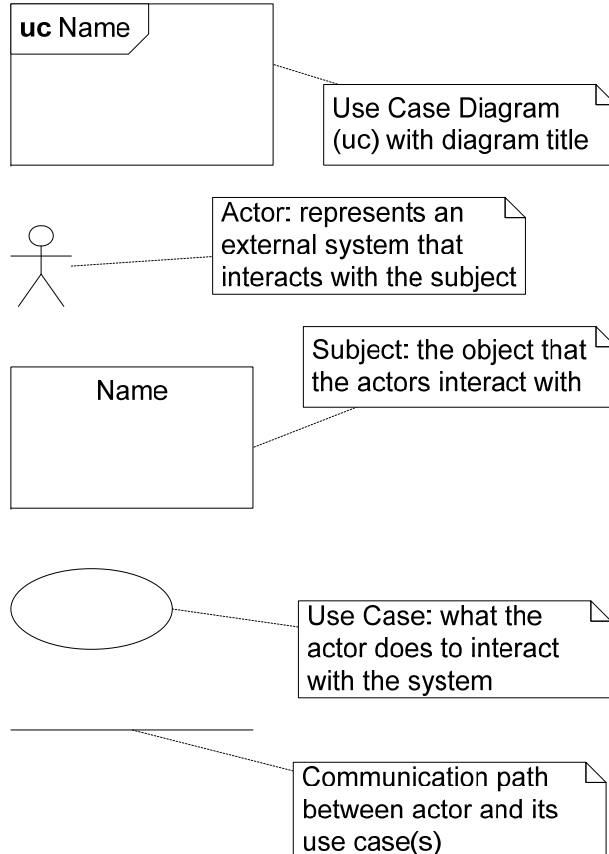 uc Name
Use Case Diagram
(uc) with diagram title
Actor: represents an
external system that
interacts with the subject
Subject: the object that
the actors interact with
Name
Use Case: what the
actor does to interact
with the system
Communication path
between actor and its
use case(s)